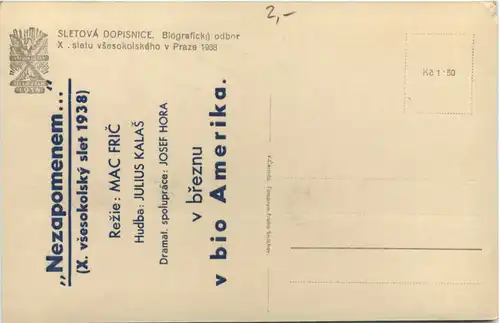 2,-
SLETOVÁ DOPISNICE. Biografický odbor
X. sletu všesokolského v Praze 1938
1938
Kč 1·50
„Nezapomenem..."
(X. všesokolský slet 1938)
Režie: MAC FRIČ
Hudba: JULIUS KALAŠ
Dramat. spolupráce: JOSEF HORA
v březnu
v bio Amerika.